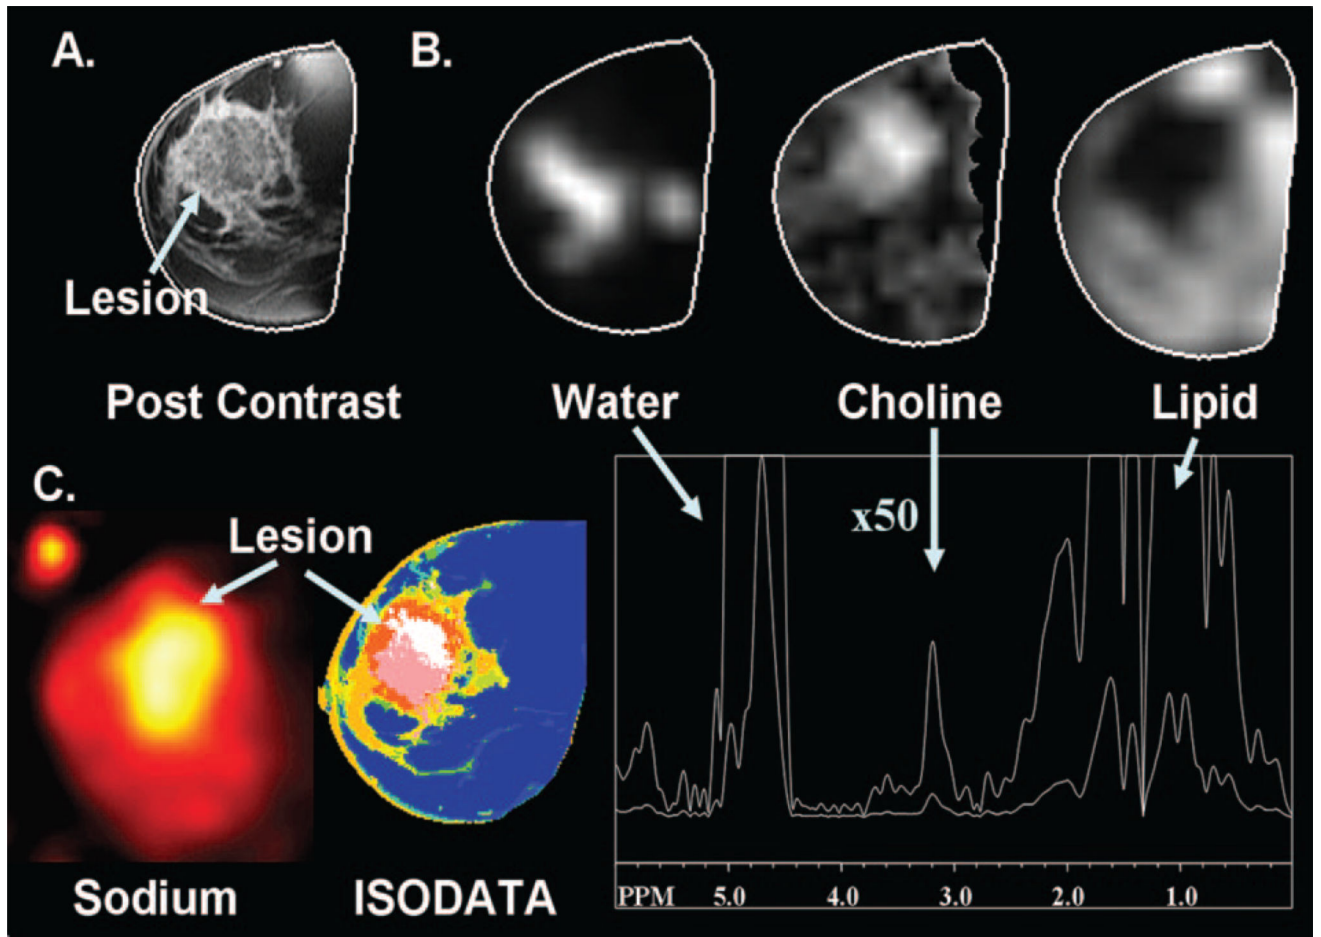 A.
B.
Lesion
Post Contrast
Water
Choline
Lipid
C.
Lesion
x50
Sodium
ISODATA
PPM 5.0 4.0 3.0 2.0 1.0